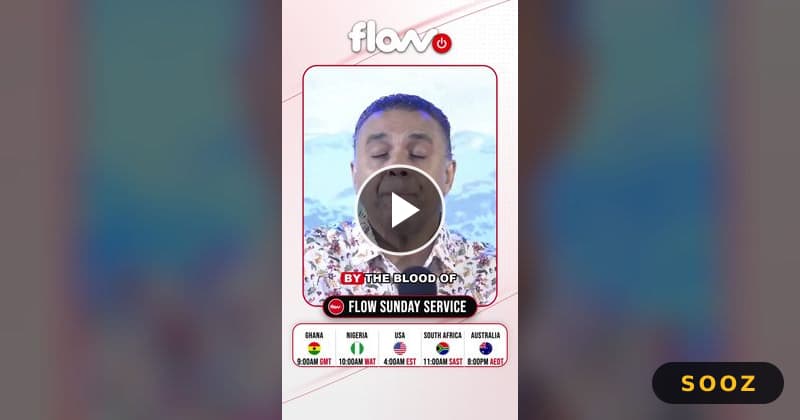 flow
BY THE BLOOD OF
flow FLOW SUNDAY SERVICE
GHANA NIGERIA USA SOUTH AFRICA AUSTRALIA
9:00AM GMT 10:00AM WAT 4:00AM EST 11:00AM SAST 8:00PM AEDT
SOOZ